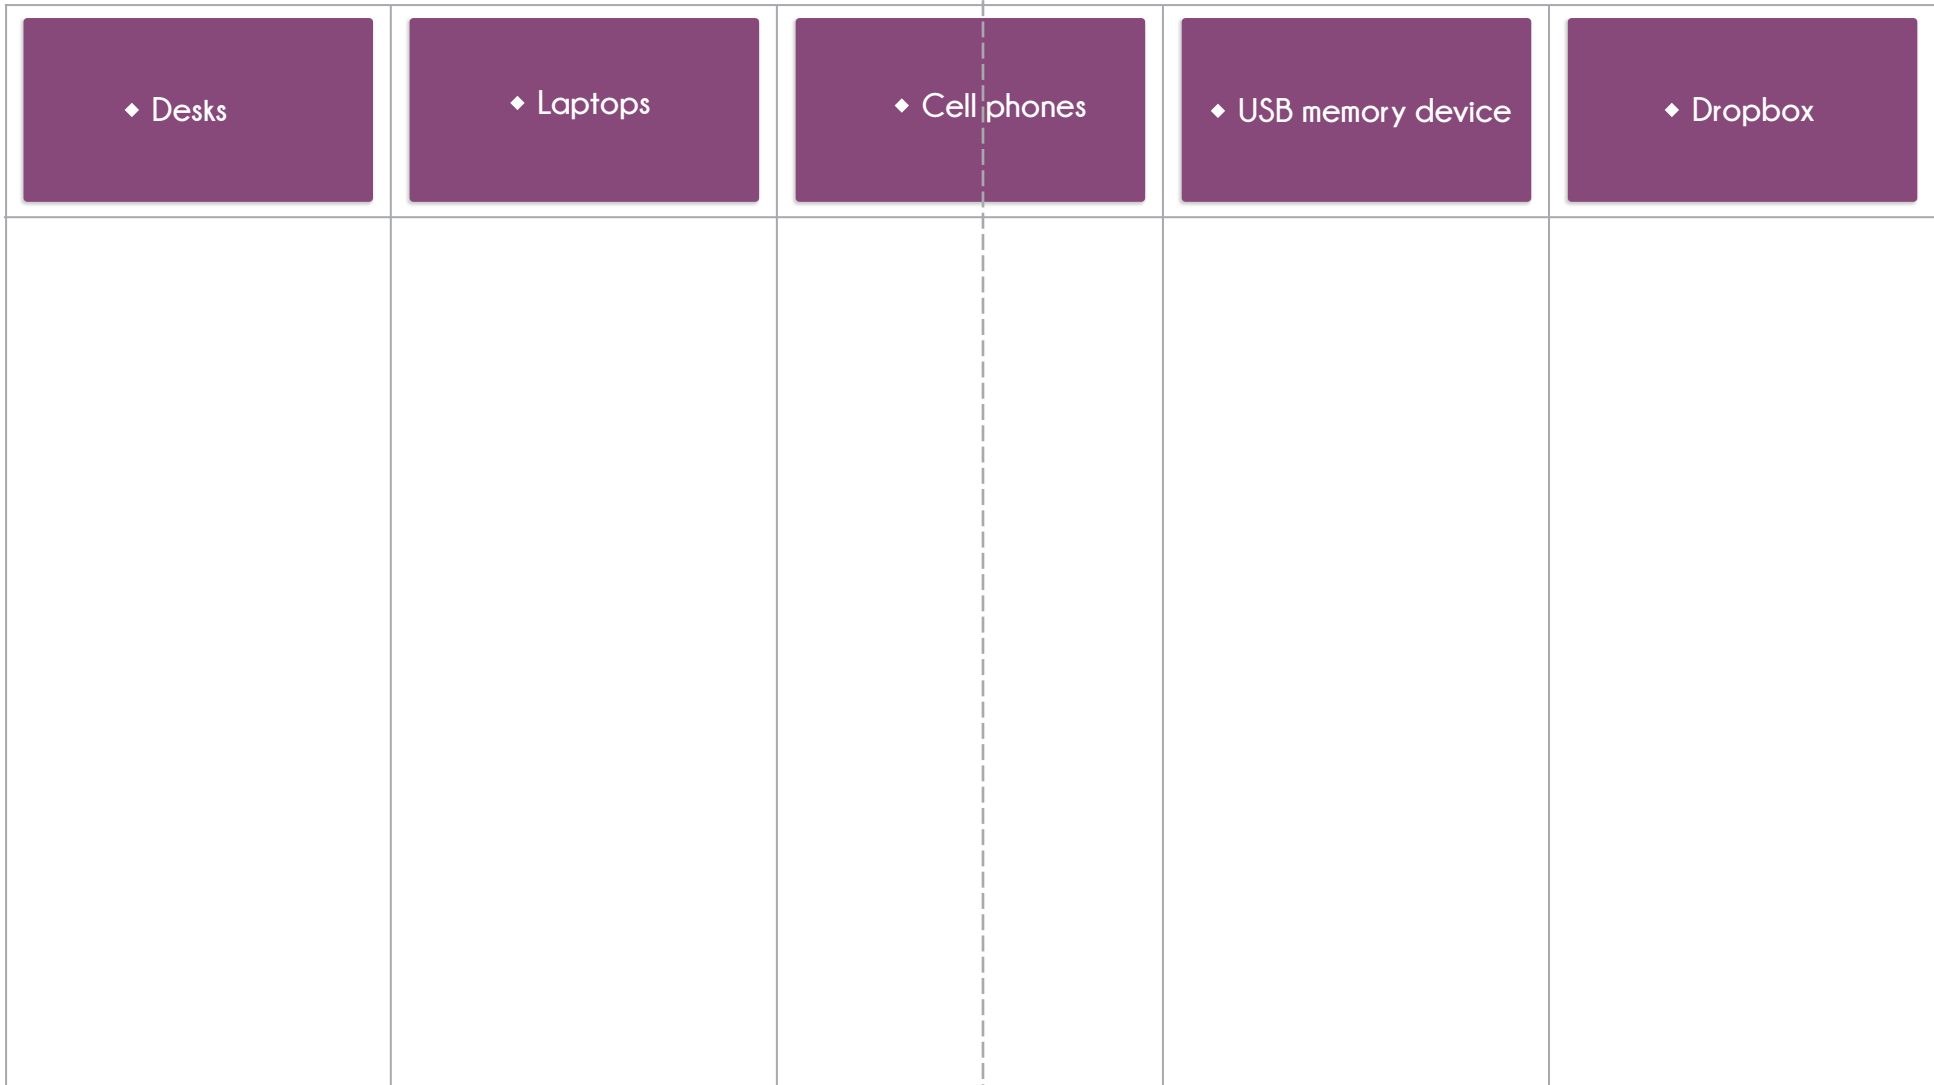 ◆ Desks
◆ Laptops
◆ Cell phones
◆ USB memory device
◆ Dropbox